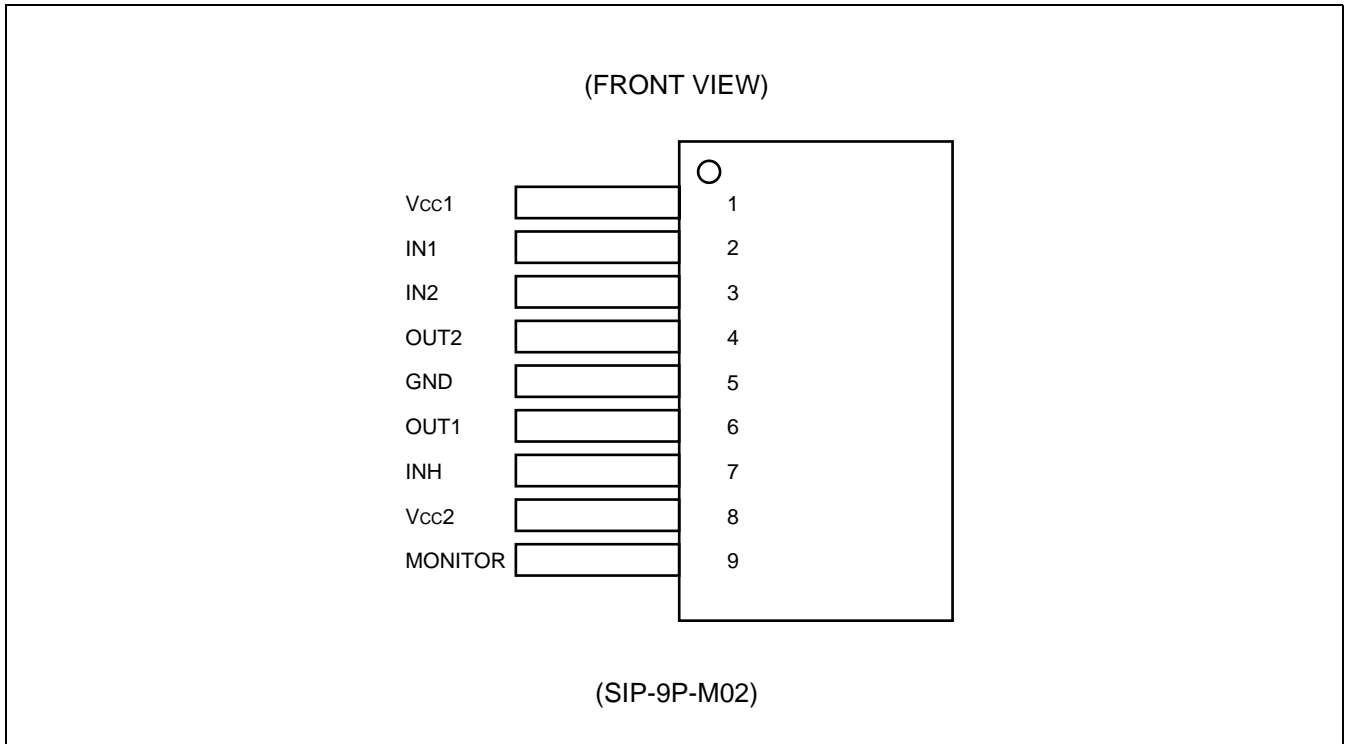 (FRONT VIEW)
Vcc1 1
IN1 2
IN2 3
OUT2 4
GND 5
OUT1 6
INH 7
Vcc2 8
MONITOR 9
(SIP-9P-M02)